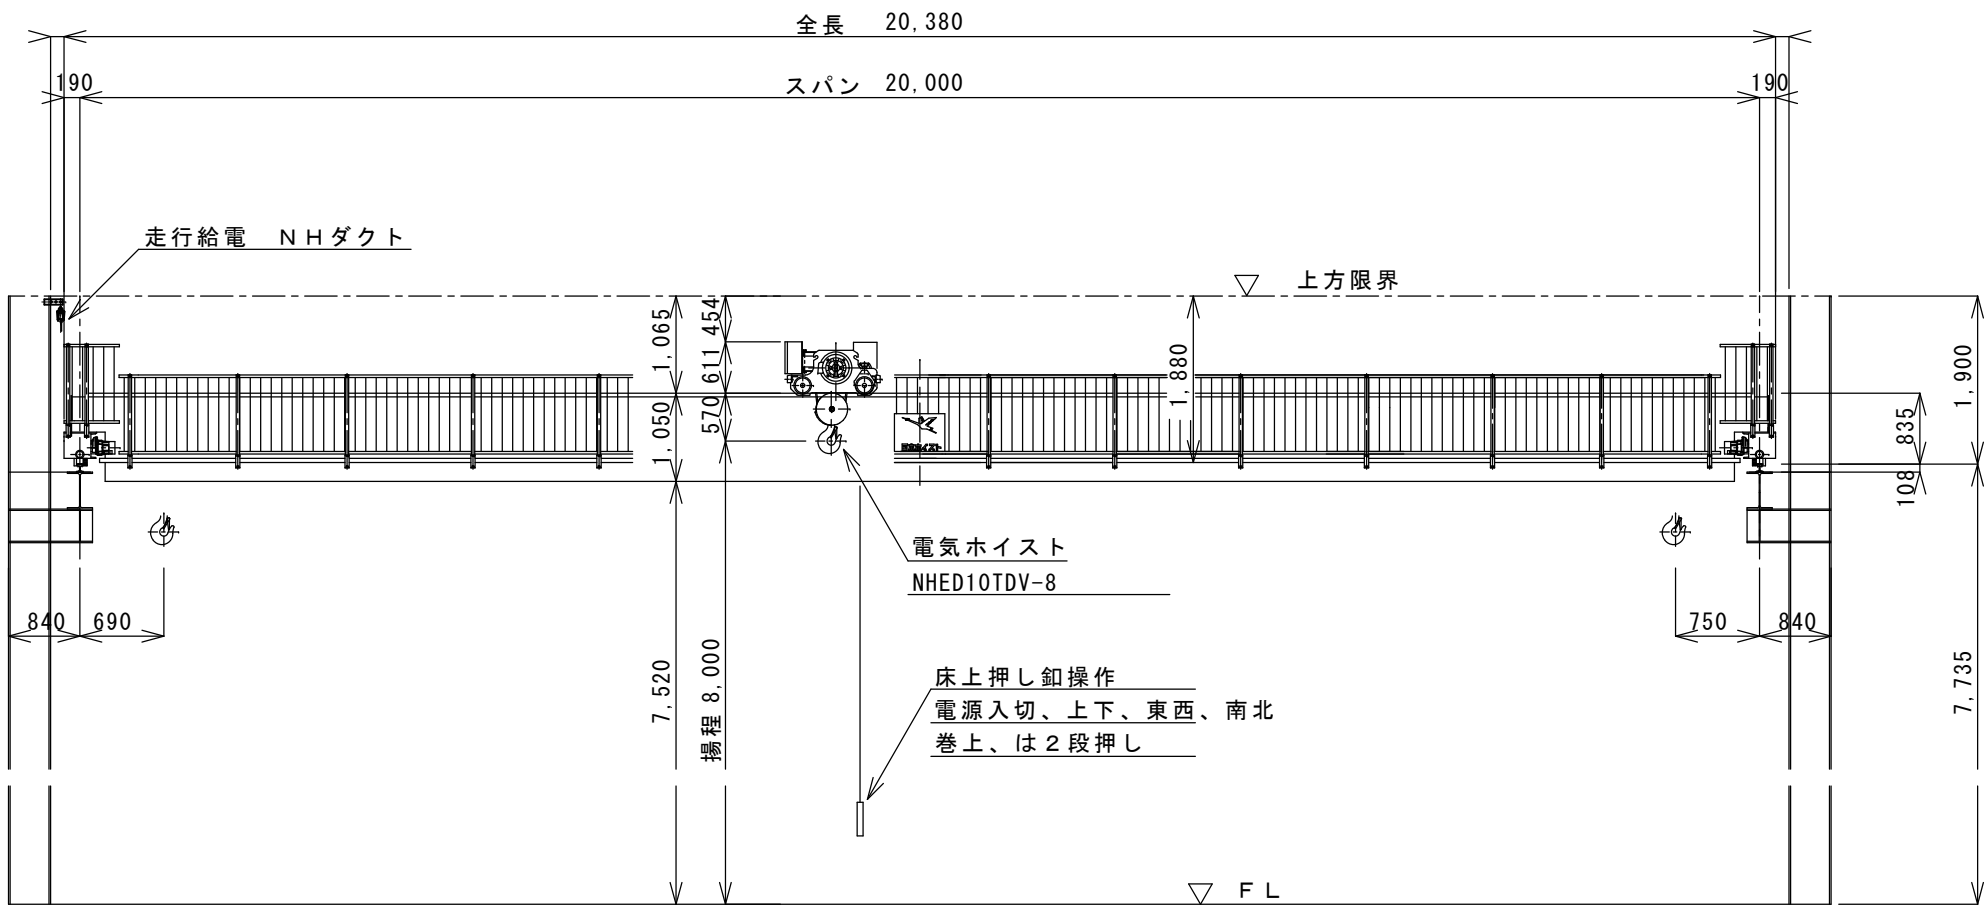 全長 20,380
190
スパン 20,000
190
走行給電 NHダクト
上方限界
1,065
454
611
1,880
1,900
1,050
570
835
108
電気ホイスト
NHED10TDV-8
840
690
750
840
7,520
揚程 8,000
7,735
床上押し釦操作
電源入切、上下、東西、南北
巻上、は2段押し
FL